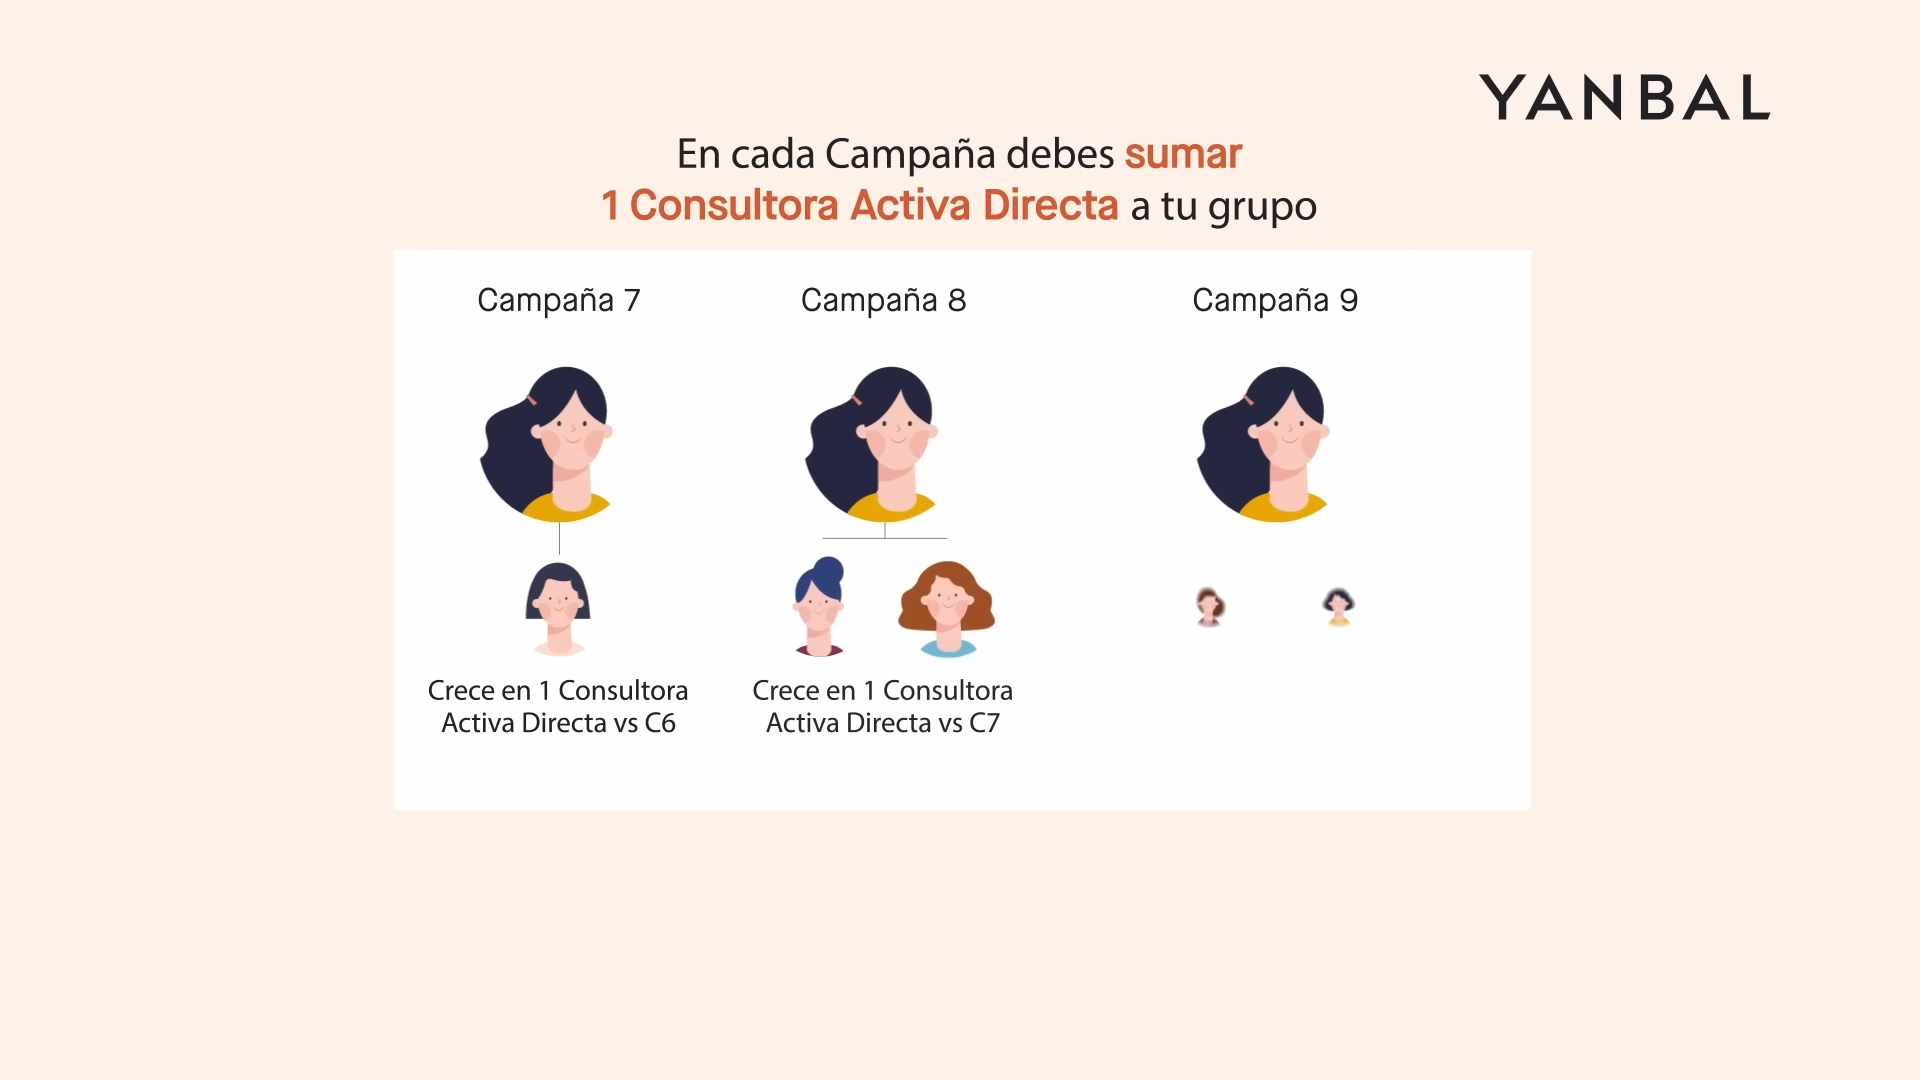 YANBAL
En cada Campaña debes sumar
1 Consultora Activa Directa a tu grupo
Campaña 7
Campaña 8
Campaña 9
Crece en 1 Consultora
Activa Directa vs C6
Crece en 1 Consultora
Activa Directa vs C7